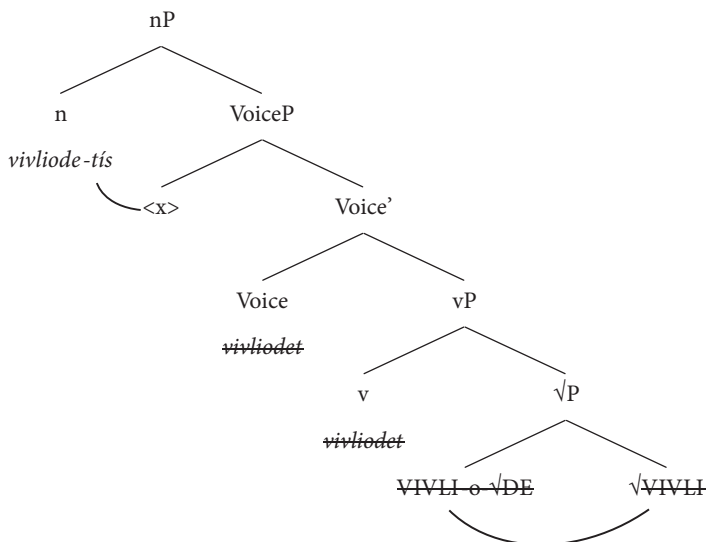 nP
n VoiceP
vivliode-tís
<x> Voice’
Voice vP
vivliodet
v √P
vivliodet
VIVLI-o-√DE √VIVLI